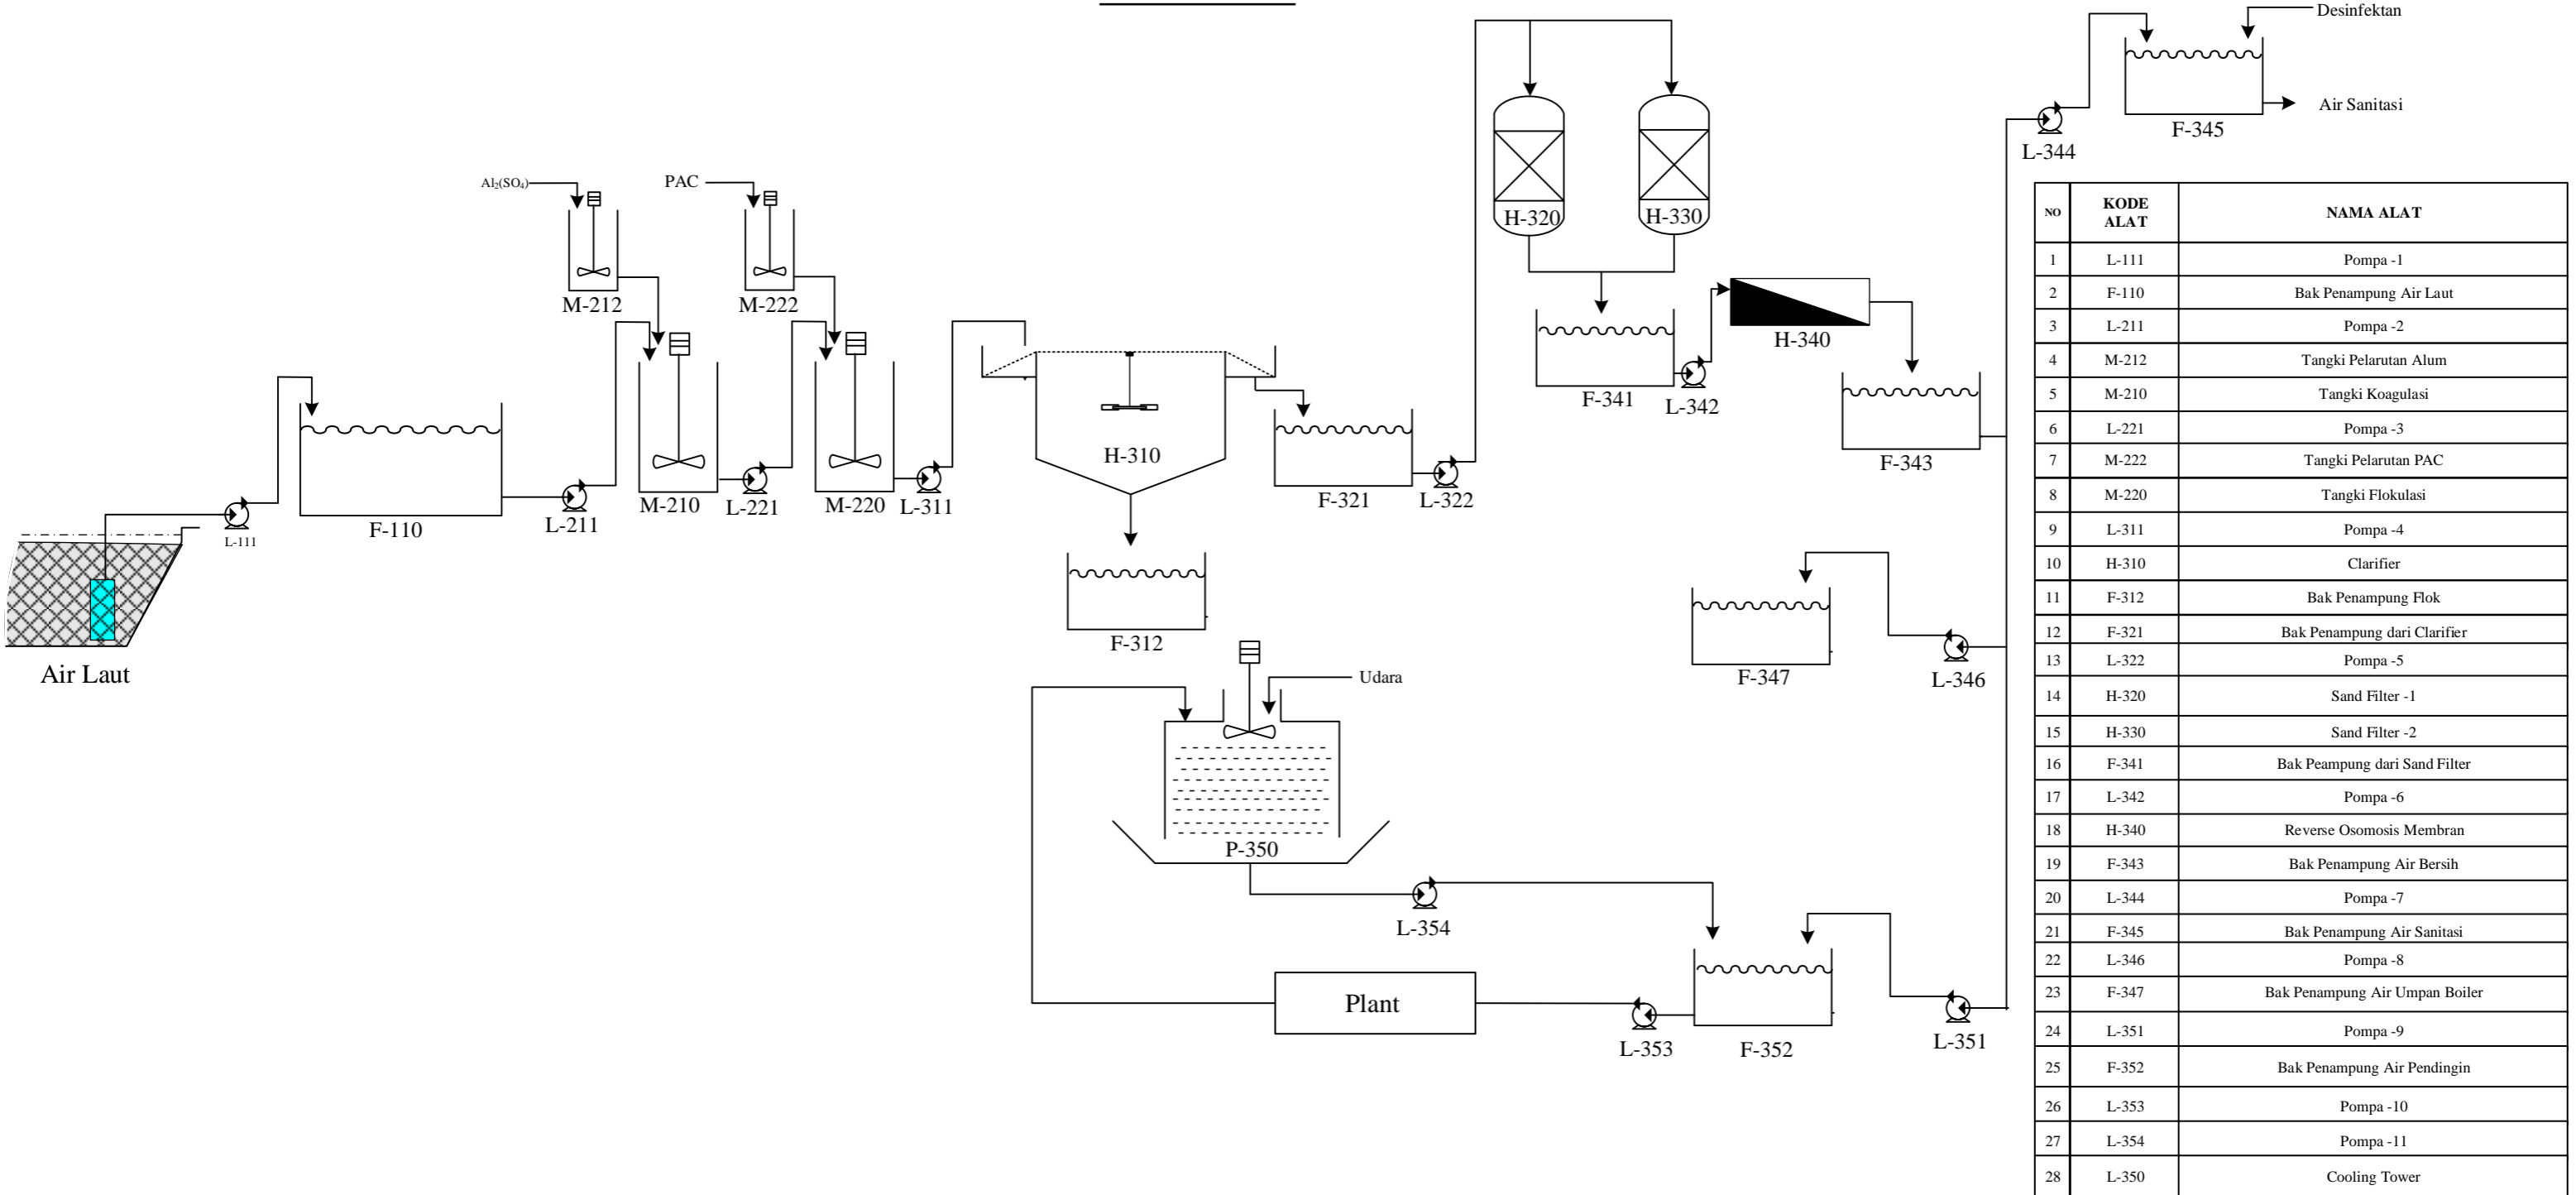 Desinfektan
Air Sanitasi
F-345
L-344
Al₂(SO₄)
PAC
M-212
M-222
H-320
H-330
H-340
F-341
L-342
F-343
H-310
F-321
L-322
M-210
L-221
M-220
L-311
F-110
L-211
L-111
Air Laut
F-312
Udara
F-347
L-346
P-350
L-354
Plant
L-353
F-352
L-351
NO KODE ALAT NAMA ALAT
1 L-111 Pompa -1
2 F-110 Bak Penampung Air Laut
3 L-211 Pompa -2
4 M-212 Tangki Pelarutan Alum
5 M-210 Tangki Koagulasi
6 L-221 Pompa -3
7 M-222 Tangki Pelarutan PAC
8 M-220 Tangki Flokulasi
9 L-311 Pompa -4
10 H-310 Clarifier
11 F-312 Bak Penampung Flok
12 F-321 Bak Penampung dari Clarifier
13 L-322 Pompa -5
14 H-320 Sand Filter -1
15 H-330 Sand Filter -2
16 F-341 Bak Peampung dari Sand Filter
17 L-342 Pompa -6
18 H-340 Reverse Osomosis Membran
19 F-343 Bak Penampung Air Bersih
20 L-344 Pompa -7
21 F-345 Bak Penampung Air Sanitasi
22 L-346 Pompa -8
23 F-347 Bak Penampung Air Umpan Boiler
24 L-351 Pompa -9
25 F-352 Bak Penampung Air Pendingin
26 L-353 Pompa -10
27 L-354 Pompa -11
28 L-350 Cooling Tower